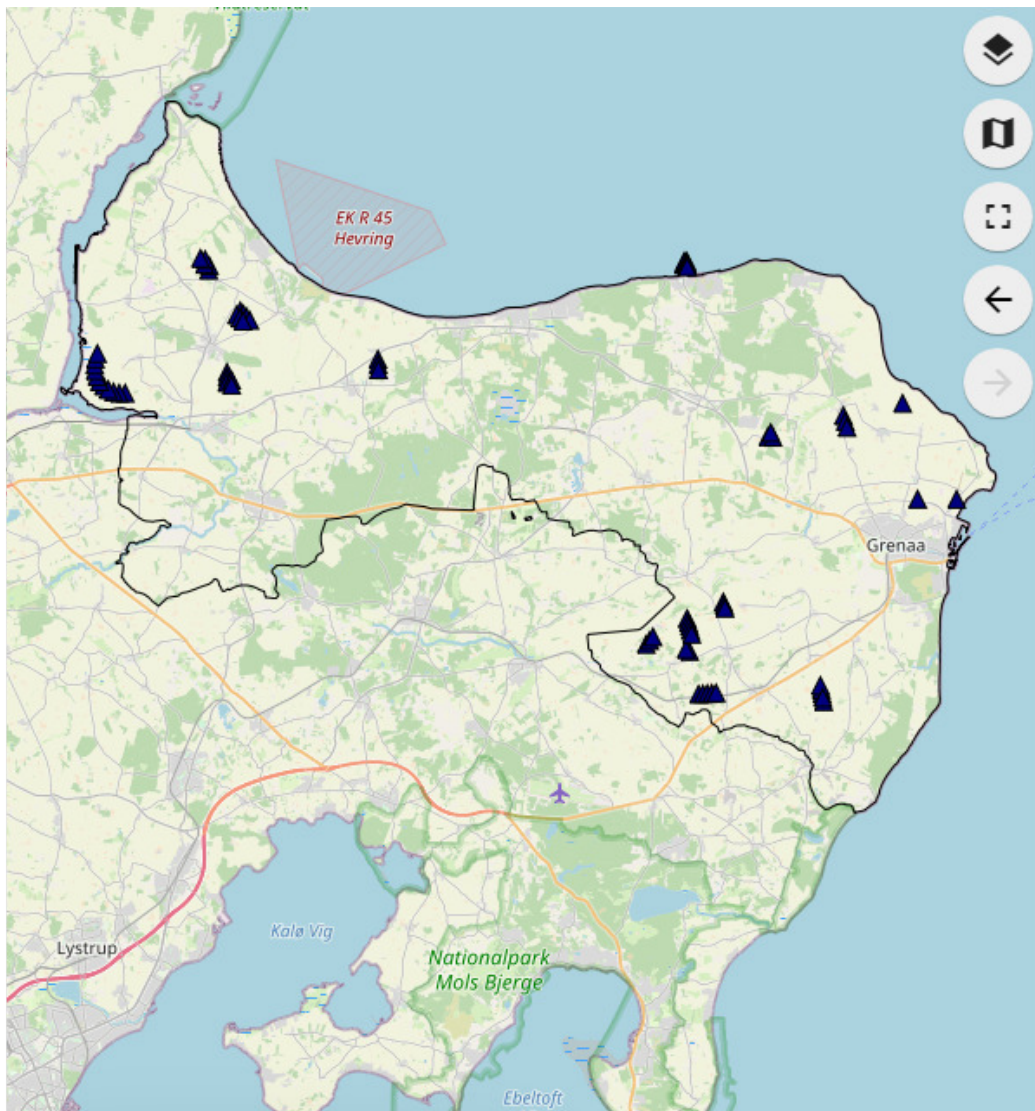 EK R 45
Hevring
Grenaa
Lystrup
Kalø Vig
Nationalpark
Mols Bjerge
Ebeltoft